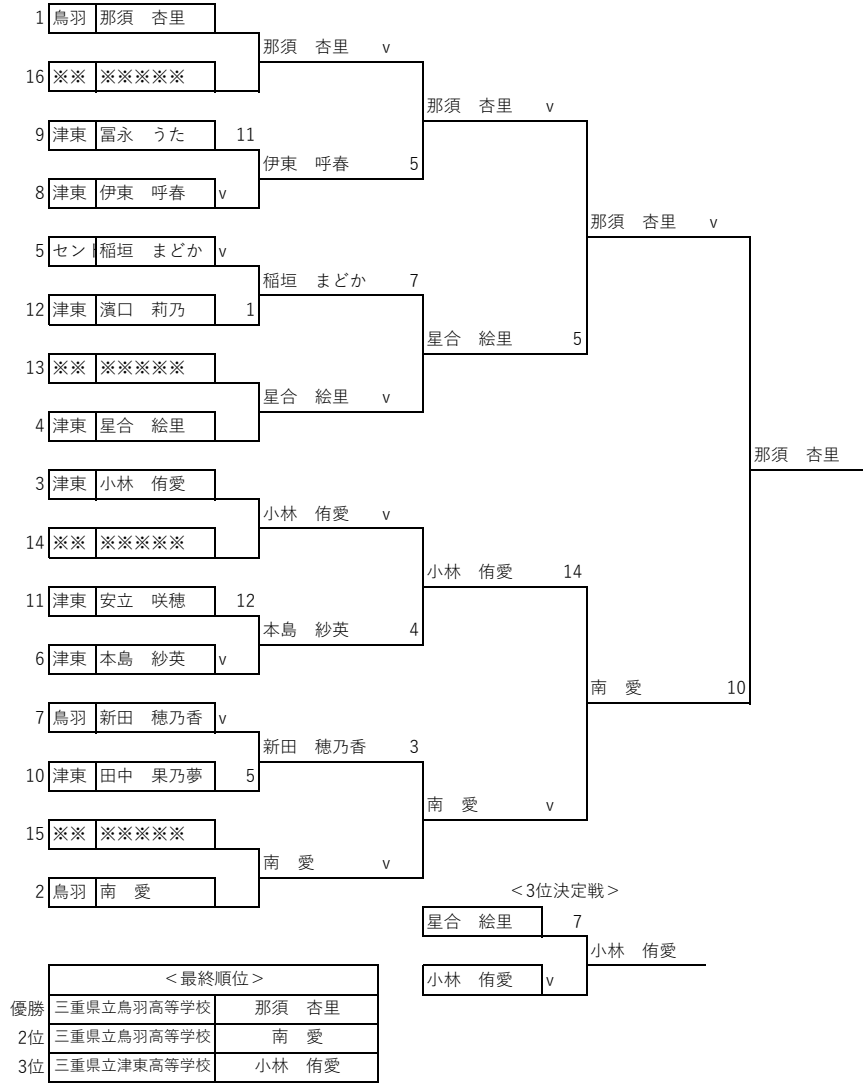 1 鳥羽 那須　杏里
那須　杏里 v
16 ※※ ※※※※※
那須　杏里 v
9 津東 冨永　うた 11
伊東　呼春 5
8 津東 伊東　呼春 v
那須　杏里 v
5 セント 稲垣　まどか v
稲垣　まどか 7
12 津東 濱口　莉乃 1
星合　絵里 5
13 ※※ ※※※※※
星合　絵里 v
4 津東 星合　絵里
那須　杏里
3 津東 小林　侑愛
小林　侑愛 v
14 ※※ ※※※※※
小林　侑愛 14
11 津東 安立　咲穂 12
本島　紗英 4
6 津東 本島　紗英 v
南　愛 10
7 鳥羽 新田　穂乃香 v
新田　穂乃香 3
10 津東 田中　果乃夢 5
南　愛 v
15 ※※ ※※※※※
南　愛 v
2 鳥羽 南　愛
＜3位決定戦＞
星合　絵里 7
小林　侑愛
小林　侑愛 v
＜最終順位＞
優勝 三重県立鳥羽高等学校 那須　杏里
2位 三重県立鳥羽高等学校 南　愛
3位 三重県立津東高等学校 小林　侑愛